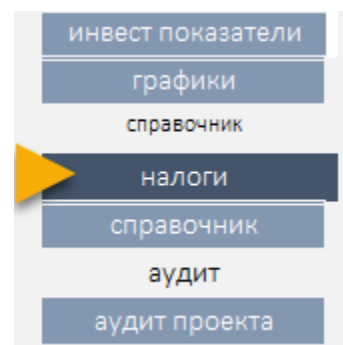 инвест показатели
графики
справочник
налоги
справочник
аудит
аудит проекта